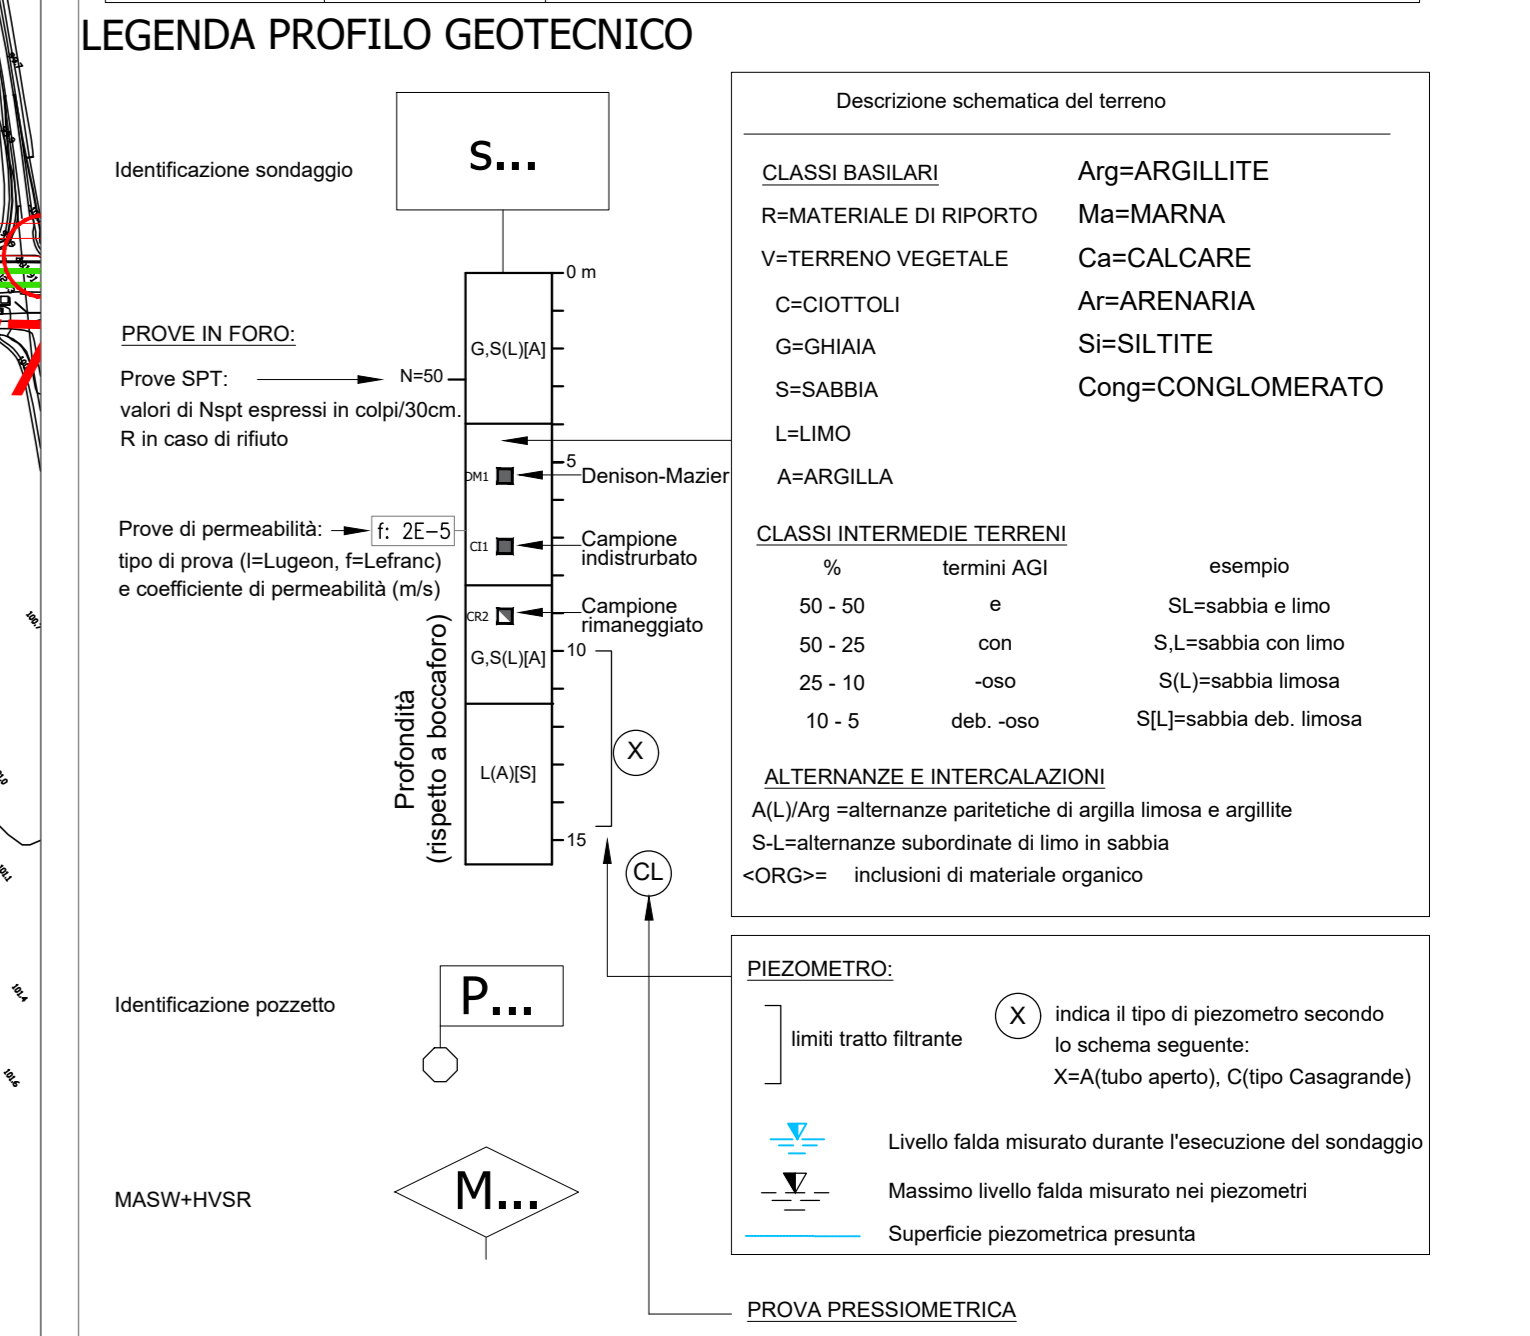 LEGENDA PROFILO GEOTECNICO
Identificazione sondaggio
s...
0 m
G,S(L)[A]
PROVE IN FORO:
Prove SPT:
N=50
valori di Nspt espressi in colpi/30cm.
R in caso di rifiuto
5
DM1
Denison-Mazier
Prove di permeabilità:
f: 2E-5
tipo di prova (l=Lugeon, f=Lefranc)
e coefficiente di permeabilità (m/s)
CI1
Campione
indistrurbato
CR2
Campione
rimaneggiato
10
G,S(L)[A]
Profondità
(rispetto a boccaforo)
X
L(A)[S]
15
CL
Identificazione pozzetto
P...
MASW+HVSR
M...
Descrizione schematica del terreno
CLASSI BASILARI
R=MATERIALE DI RIPORTO
V=TERRENO VEGETALE
C=CIOTTOLI
G=GHIAIA
S=SABBIA
L=LIMO
A=ARGILLA
Arg=ARGILLITE
Ma=MARNA
Ca=CALCARE
Ar=ARENARIA
Si=SILTITE
Cong=CONGLOMERATO
CLASSI INTERMEDIE TERRENI
% termini AGI esempio
50 - 50 e SL=sabbia e limo
50 - 25 con S,L=sabbia con limo
25 - 10 -oso S(L)=sabbia limosa
10 - 5 deb. -oso S[L]=sabbia deb. limosa
ALTERNANZE E INTERCALAZIONI
A(L)/Arg =alternanze paritetiche di argilla limosa e argillite
S-L=alternanze subordinate di limo in sabbia
<ORG>= inclusioni di materiale organico
PIEZOMETRO:
limiti tratto filtrante
X
indica il tipo di piezometro secondo
lo schema seguente:
X=A(tubo aperto), C(tipo Casagrande)
Livello falda misurato durante l'esecuzione del sondaggio
Massimo livello falda misurato nei piezometri
Superficie piezometrica presunta
PROVA PRESSIOMETRICA
101.4
101.6
101.1